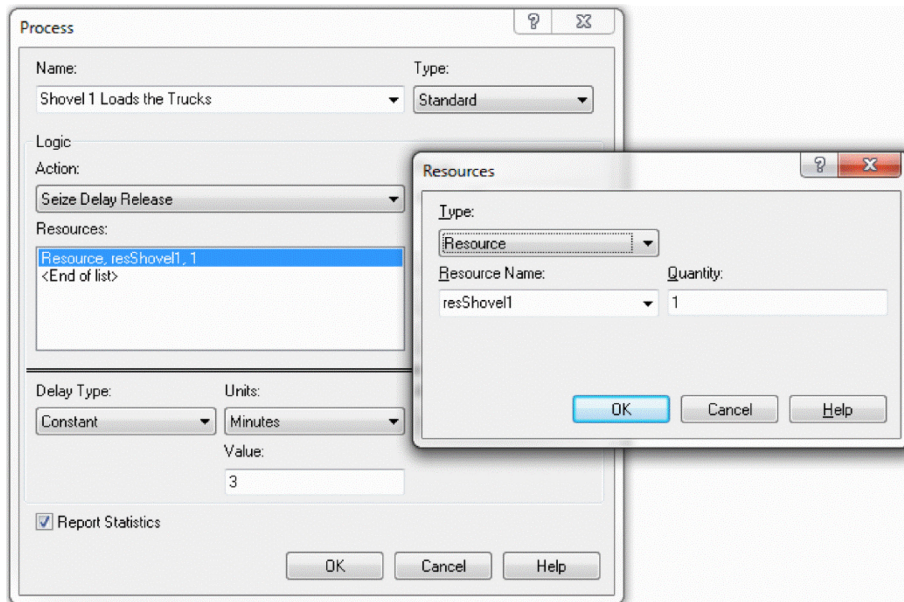 Process
Name:
Type:
Shovel 1 Loads the Trucks
Standard
Logic
Action:
Seize Delay Release
Resources:
Resource, resShovel1, 1
<End of list>
Delay Type:
Units:
Constant
Minutes
Value:
3
Report Statistics
OK
Cancel
Help
Resources
Type:
Resource
Resource Name:
Quantity:
resShovel1
1
OK
Cancel
Help